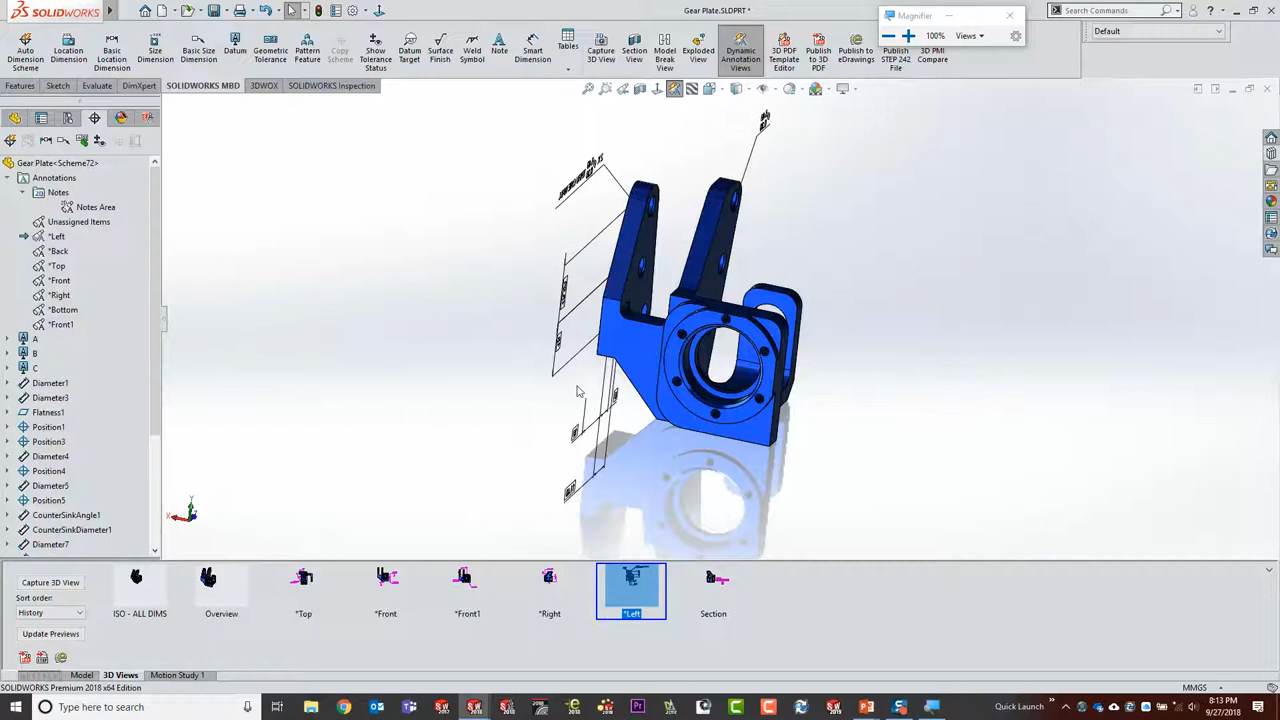 SOLIDWORKS
Gear Plate.SLDPRT *
Search Commands
Magnifier
100%
Views
Default
Auto Dimension Scheme
Location Dimension
Basic Location Dimension
Size Dimension
Basic Size Dimension
Geometric Tolerance
Pattern Feature
Copy Scheme
Show Tolerance Status
Datum
Datum Target
Surface Finish
Weld Symbol
Note
Smart Dimension
Tables
Capture 3D View
Section View
Model Break View
Exploded View
Dynamic Annotation Views
3D PDF Template Editor
Publish to 3D PDF
Publish to eDrawings
Publish STEP 242 File
3D PMI Compare
Features
Sketch
Evaluate
DimXpert
SOLIDWORKS MBD
3DWOX
SOLIDWORKS Inspection
Gear Plate<Scheme72>
Annotations
Notes
Notes Area
Unassigned Items
*Left
*Back
*Top
*Front
*Right
*Bottom
*Front1
A
B
C
Diameter1
Diameter3
Flatness1
Position1
Position3
Diameter4
Position4
Diameter5
Position5
CounterSinkAngle1
CounterSinkDiameter1
Diameter7
Y
X
Capture 3D View
Sort order:
History
Update Previews
ISO - ALL DIMS
Overview
*Top
*Front
*Front1
*Right
*Left
Section
Model
3D Views
Motion Study 1
SOLIDWORKS Premium 2018 x64 Edition
MMGS
Type here to search
Quick Launch
8:13 PM
9/27/2018